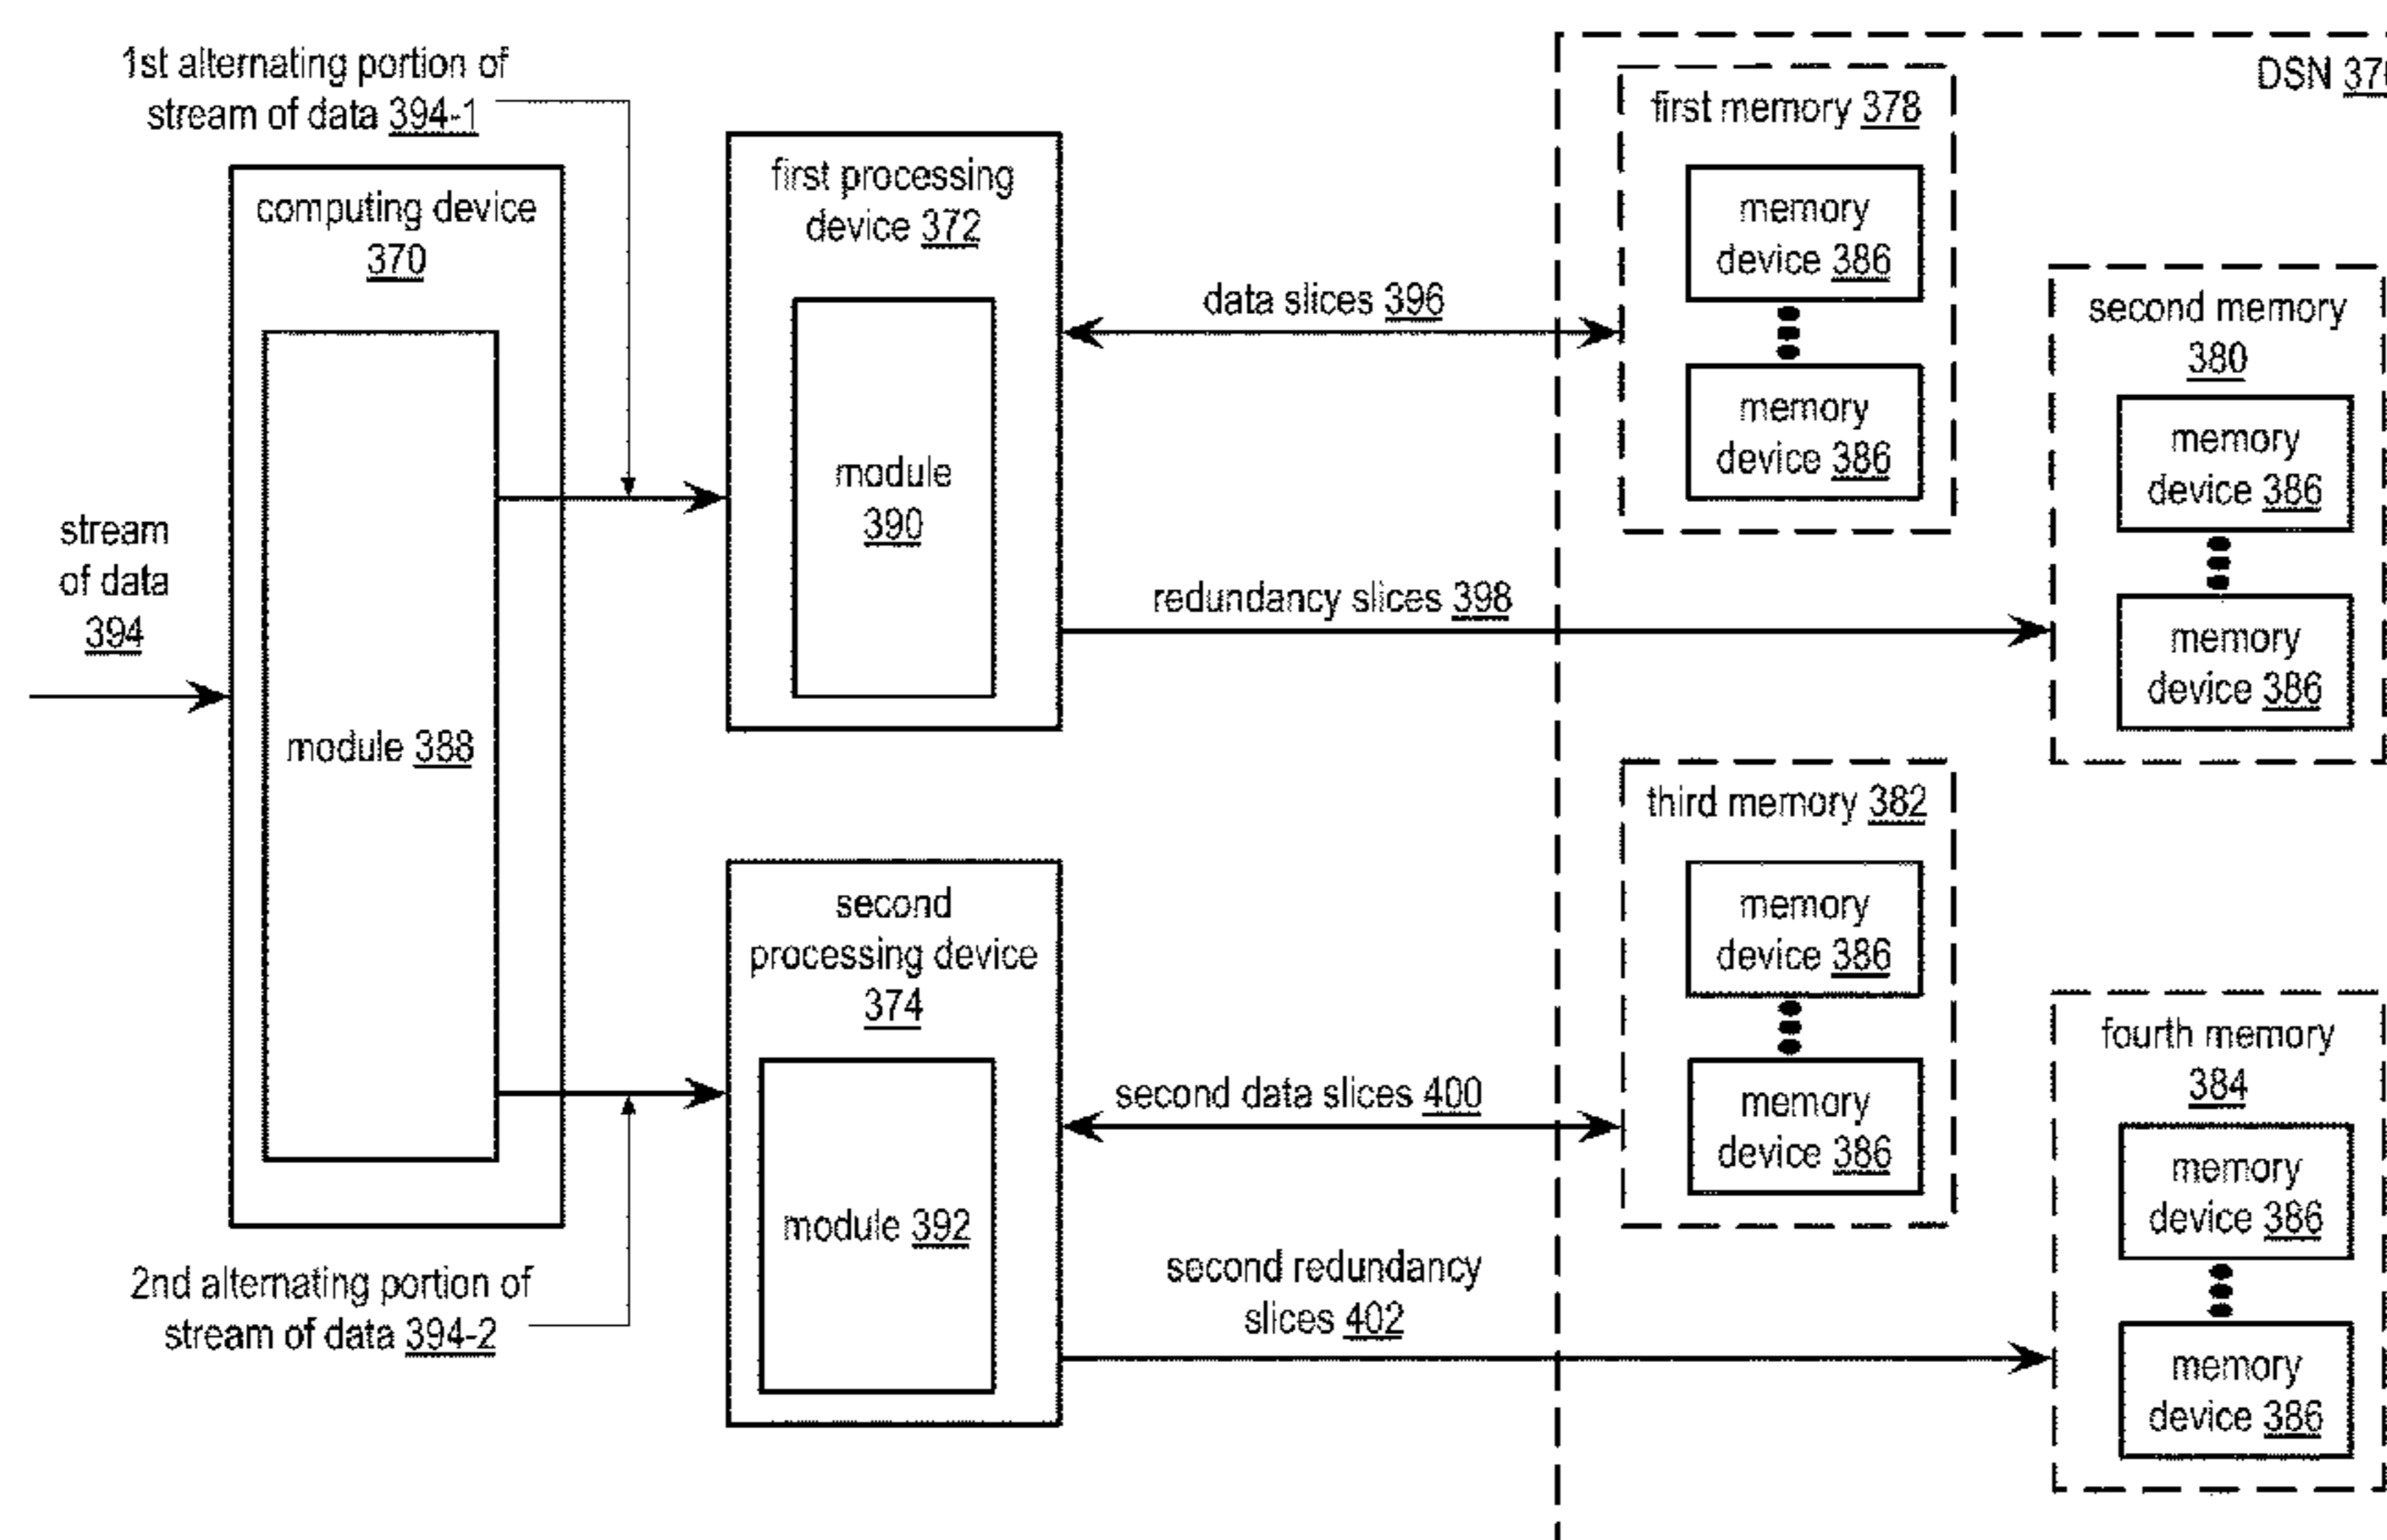 1st alternating portion of
stream of data 394-1
computing device
370
stream
of data
394
module 388
2nd alternating portion of
stream of data 394-2
first processing
device 372
module
390
second
processing device
374
module 392
data slices 396
redundancy slices 398
second data slices 400
second redundancy
slices 402
DSN
first memory 378
memory
device 386
memory
device 386
second memory
380
memory
device 386
memory
device 386
third memory 382
memory
device 386
memory
device 386
fourth memory
384
memory
device 386
memory
device 386